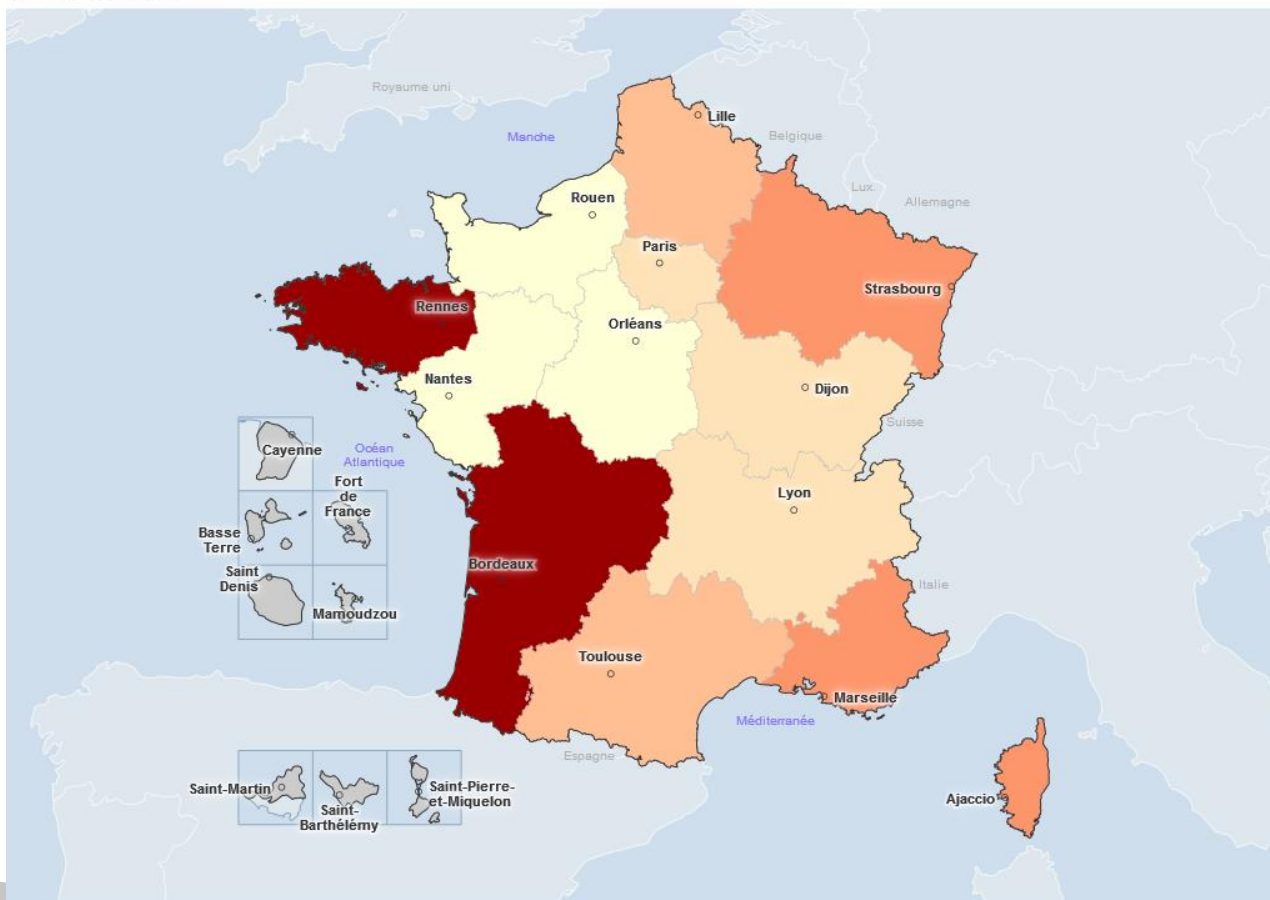 Royaume uni
Manche
Lille
Belgique
Lux.
Allemagne
Rouen
Paris
Strasbourg
Rennes
Orléans
Nantes
Dijon
Suisse
Océan
Atlantique
Cayenne
Lyon
Fort
de
France
Basse
Terre
Bordeaux
Saint
Denis
Mamoudzou
Italie
Toulouse
Marseille
Méditerranée
Espagne
Saint-Martin
Saint-
Barthélémy
Saint-Pierre-
et-Miquelon
Ajaccio